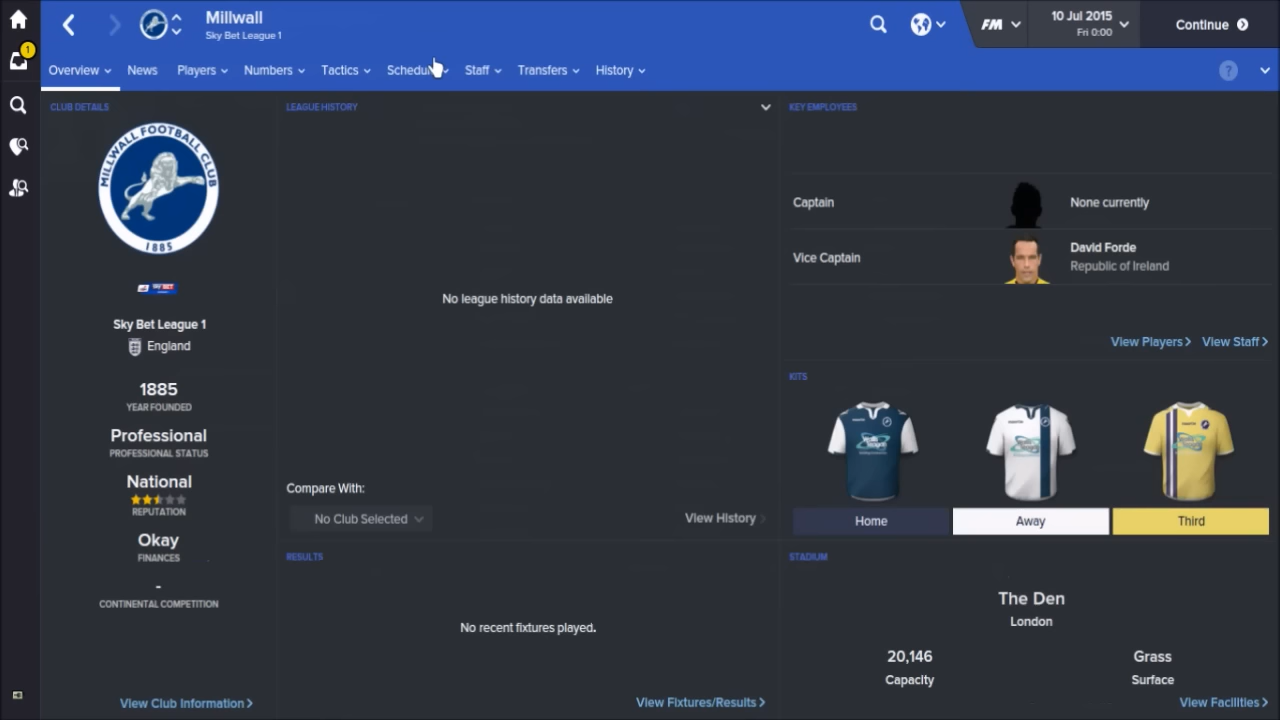 Millwall
Sky Bet League 1
FM
10 Jul 2015
Fri 0:00
Continue
1
Overview
News
Players
Numbers
Tactics
Schedul
Staff
Transfers
History
?
CLUB DETAILS
MILLWALL FOOTBALL CLUB
1885
SKY BET
Sky Bet League 1
England
1885
YEAR FOUNDED
Professional
PROFESSIONAL STATUS
National
REPUTATION
Okay
FINANCES
-
CONTINENTAL COMPETITION
View Club Information
LEAGUE HISTORY
No league history data available
Compare With:
No Club Selected
View History
RESULTS
No recent fixtures played.
View Fixtures/Results
KEY EMPLOYEES
Captain
None currently
Vice Captain
David Forde
Republic of Ireland
View Players
View Staff
KITS
Home
Away
Third
STADIUM
The Den
London
20,146
Capacity
Grass
Surface
View Facilities